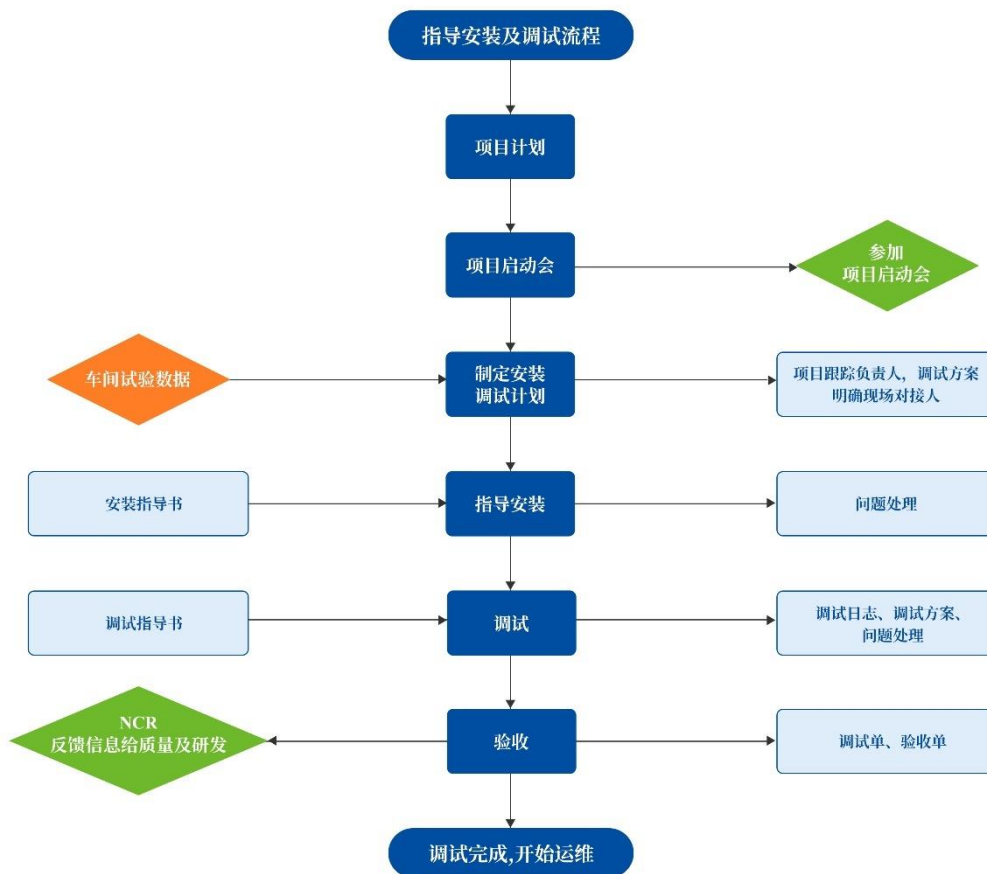 指导安装及调试流程
项目计划
项目启动会
参加
项目启动会
车间试验数据
制定安装
调试计划
项目跟踪负责人，调试方案
明确现场对接人
安装指导书
指导安装
问题处理
调试指导书
调试
调试日志、调试方案、
问题处理
NCR
反馈信息给质量及研发
验收
调试单、验收单
调试完成,开始运维